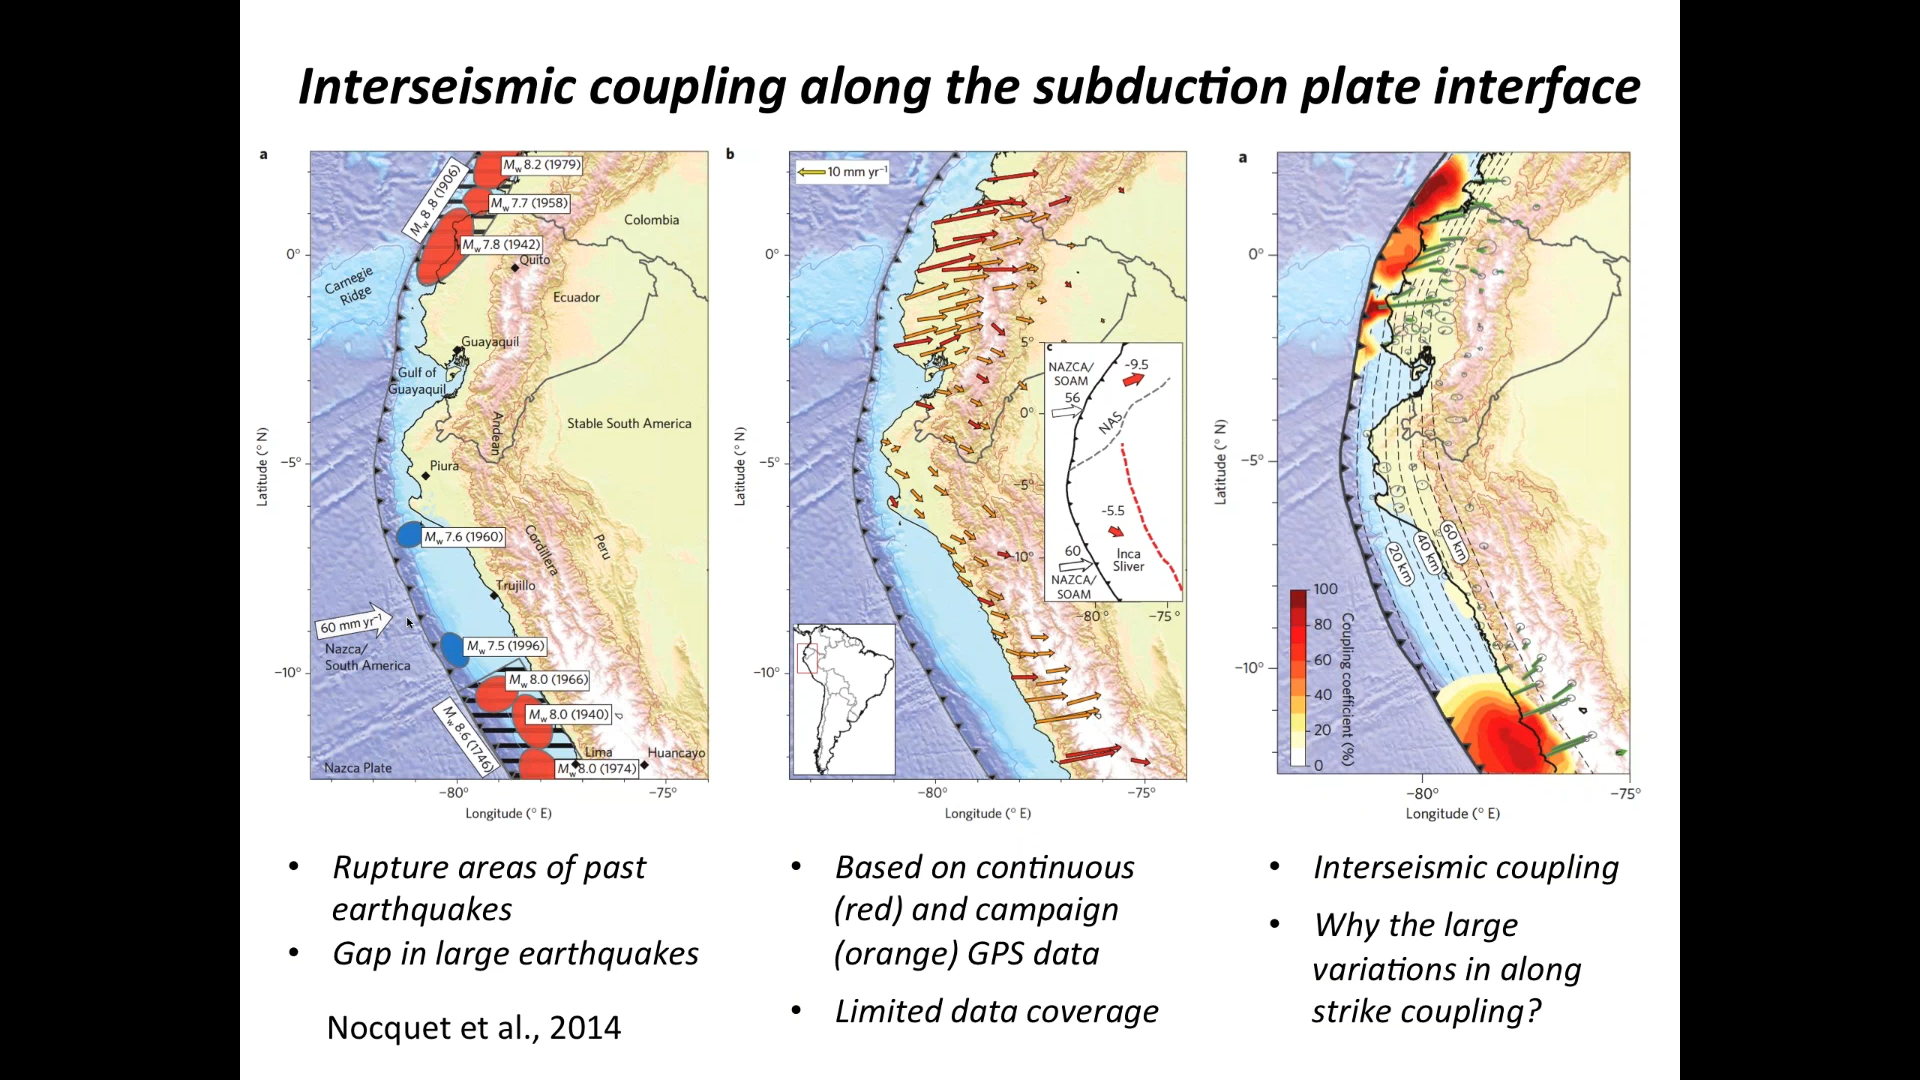 Interseismic coupling along the subduction plate interface
a
Mw 8.8 (1906)
Mw 8.2 (1979)
Mw 7.7 (1958)
Mw 7.8 (1942)
Colombia
0°
Quito
Carnegie
Ridge
Ecuador
Guayaquil
Gulf of
Guayaquil
Andean
Stable South America
Latitude (° N)
−5°
Piura
Mw 7.6 (1960)
Cordillera
Peru
Trujillo
60 mm yr−1
Nazca/
South America
Mw 7.5 (1996)
−10°
Mw 8.0 (1966)
Mw 8.0 (1940)
Mw 8.6 (1746)
Lima
Huancayo
Nazca Plate
Mw 8.0 (1974)
−80°
−75°
Longitude (° E)
b
10 mm yr−1
0°
Latitude (° N)
−5°
−10°
−80°
−75°
Longitude (° E)
c
5°
NAZCA/
SOAM
-9.5
56
0°
NAS
−5°
-5.5
−10°
60
Inca
Sliver
NAZCA/
SOAM
−80°
−75°
a
0°
Latitude (° N)
−5°
−10°
20 km
40 km
60 km
100
80
60
40
20
0
Coupling coefficient (%)
−80°
−75°
Longitude (° E)
• Rupture areas of past
earthquakes
• Gap in large earthquakes
Nocquet et al., 2014
• Based on continuous
(red) and campaign
(orange) GPS data
• Limited data coverage
• Interseismic coupling
• Why the large
variations in along
strike coupling?